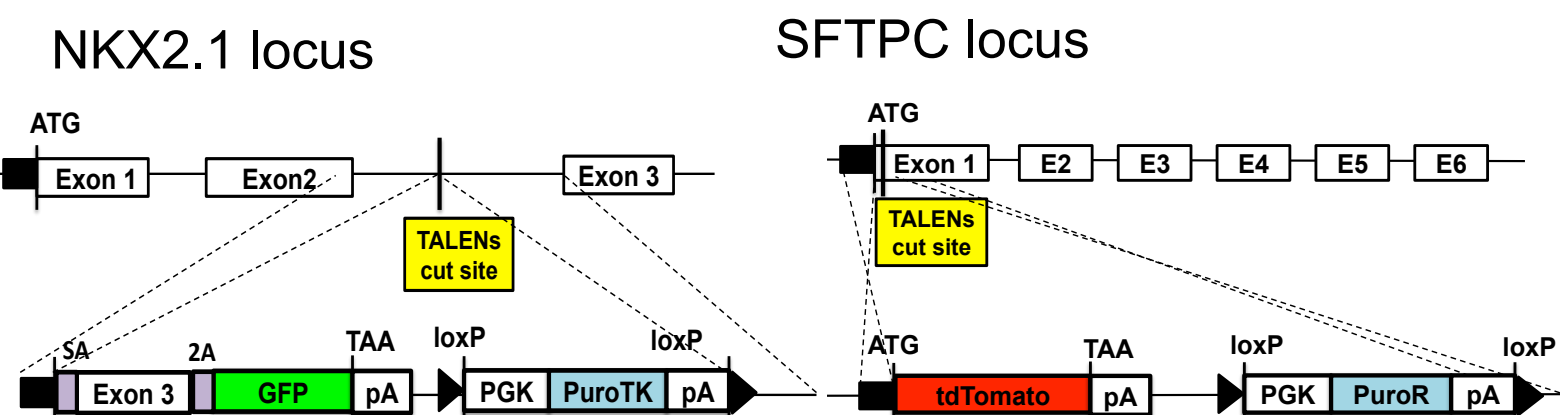 NKX2.1 locus
ATG
Exon 1
Exon2
Exon 3
TALENs
cut site
SA
2A
TAA
loxP
loxP
Exon 3
GFP
pA
PGK
PuroTK
pA
SFTPC locus
ATG
Exon 1
E2
E3
E4
E5
E6
TALENs
cut site
ATG
TAA
loxP
loxP
tdTomato
pA
PGK
PuroR
pA